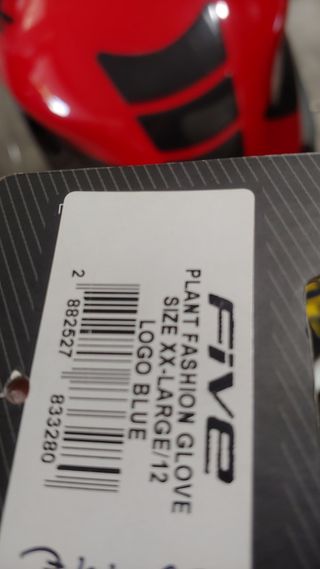 FIVE
PLANT FASHION GLOVE
SIZE XX-LARGE/12
LOGO BLUE
2 882527 833280